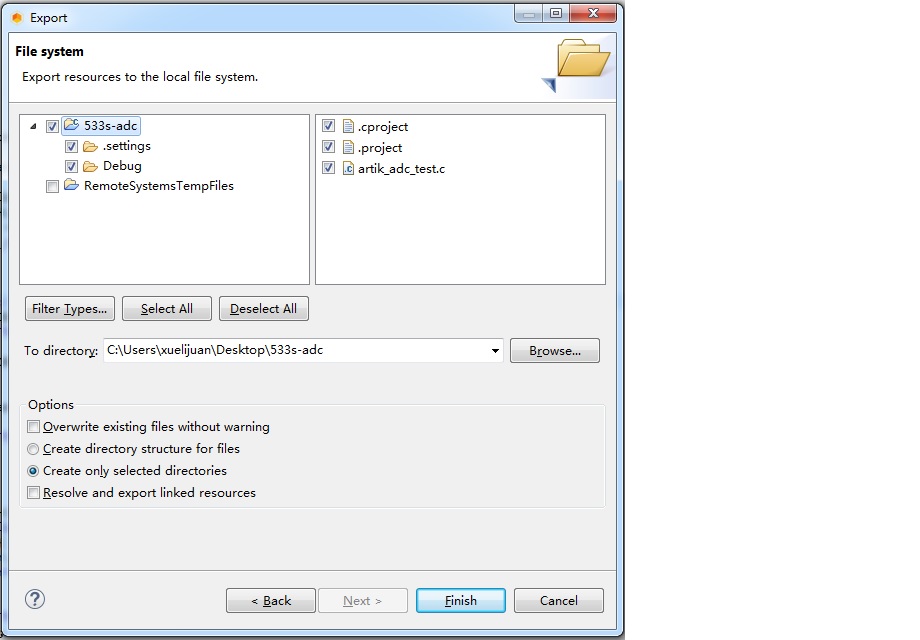 Export
File system
Export resources to the local file system.
533s-adc
.settings
Debug
RemoteSystemsTempFiles
.cproject
.project
artik_adc_test.c
Filter Types... Select All Deselect All
To directory: C:\Users\xuelijuan\Desktop\533s-adc Browse...
Options
Overwrite existing files without warning
Create directory structure for files
Create only selected directories
Resolve and export linked resources
? < Back Next > Finish Cancel